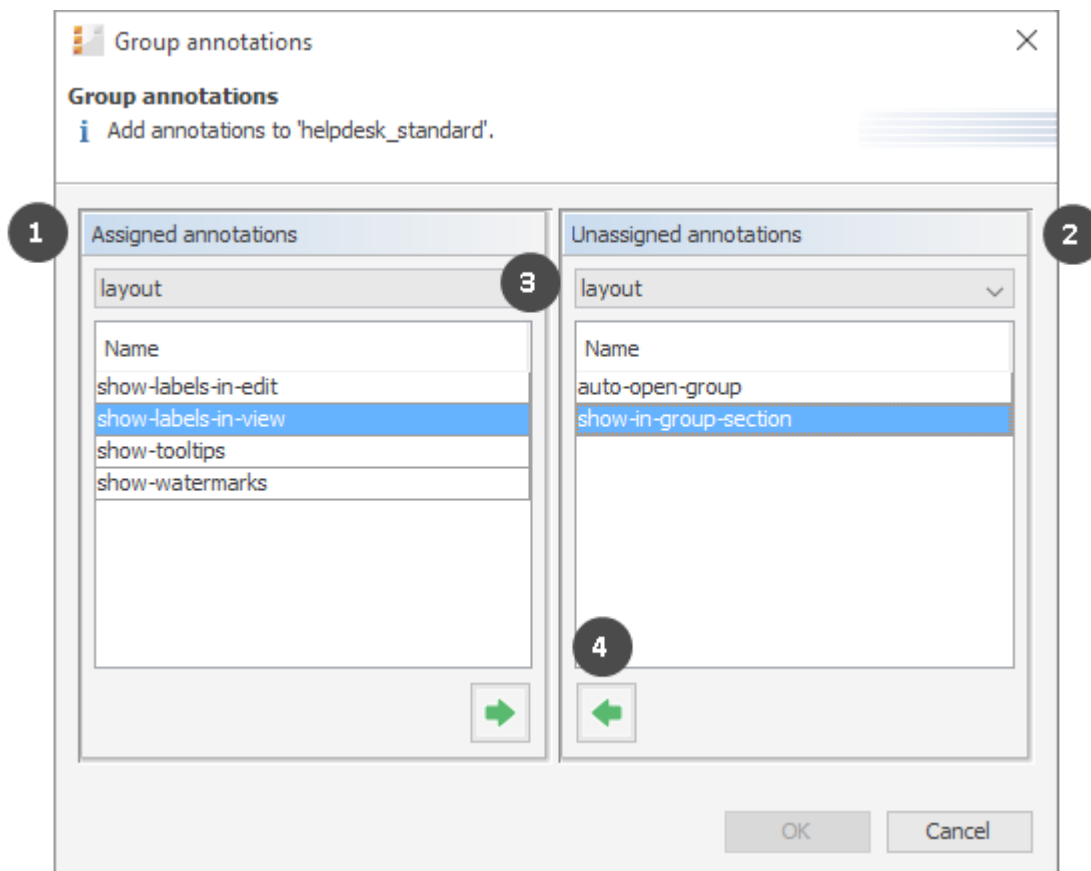 Group annotations
Group annotations
Add annotations to 'helpdesk_standard'.
1
Assigned annotations
Unassigned annotations
2
layout
3
layout
Name
Name
show-labels-in-edit
auto-open-group
show-labels-in-view
show-in-group-section
show-tooltips
show-watermarks
4
OK
Cancel